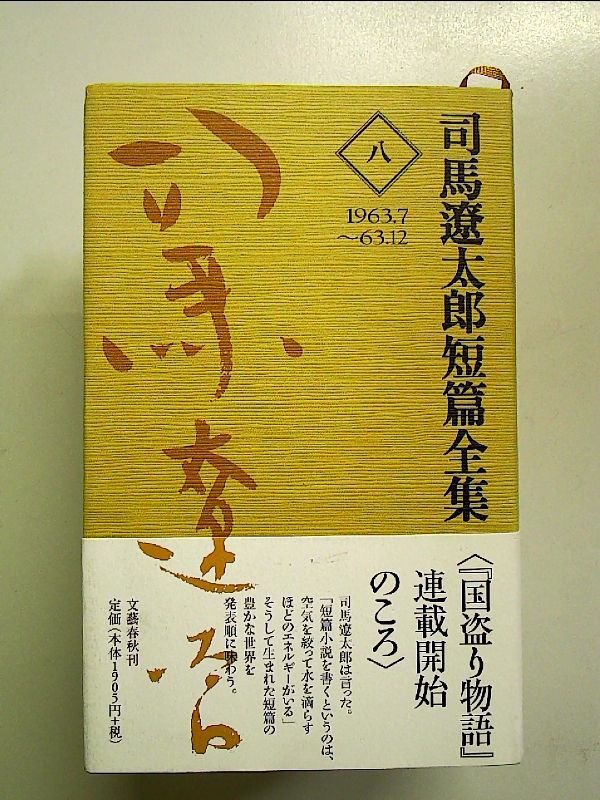 司馬遼太郎短篇全集
八
1963.7
〜63.12
司馬遼太郎
〈『国盗り物語』
連載開始
のころ〉
司馬遼太郎は言った。
「短篇小説を書くというのは、
空気を絞って水を滴らす
ほどのエネルギーがいる」
そうして生まれた短篇の
豊かな世界を
発表順に味わう。
文藝春秋刊
定価(本体1905円+税)